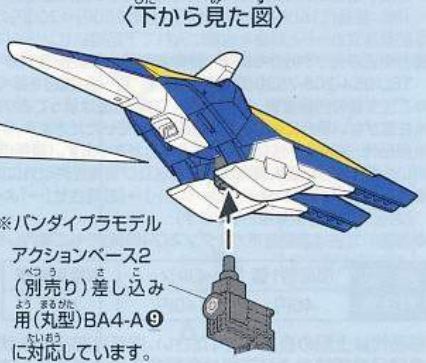 〈下から見た図〉
※バンダイプラモデル
アクションベース2
(別売り)差し込み
用(丸型)BA4-A❾
に対応しています。